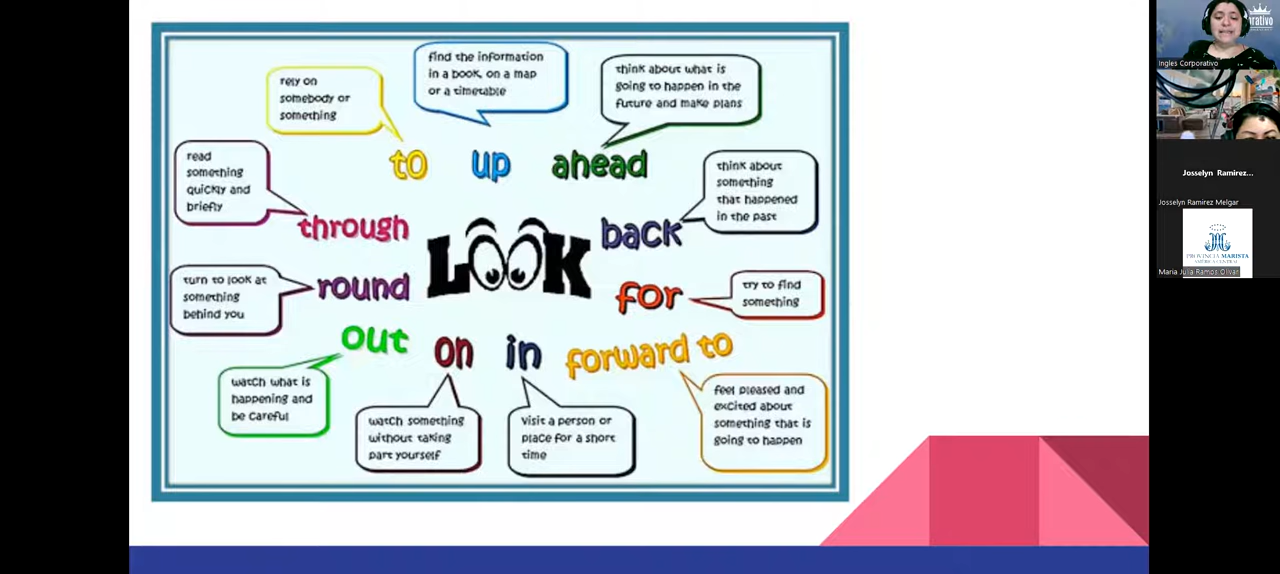 find the information
in a book, on a map
or a timetable
think about what is
going to happen in the
future and make plans
rely on
somebody or
something
to
up
ahead
read
something
quickly and
briefly
think about
something
that happened
in the past
through
back
LOOK
turn to look at
something
behind you
round
for
try to find
something
out
on
in
forward to
watch what is
happening and
be careful
watch something
without taking
part yourself
visit a person or
place for a short
time
feel pleased and
excited about
something that is
going to happen
orativo
Ingles Corporativo
Josselyn Ramirez...
Josselyn Ramirez Melgar
PROVINCIA MARISTA
AMÉRICA CENTRAL
Maria Julia Ramos Olivar